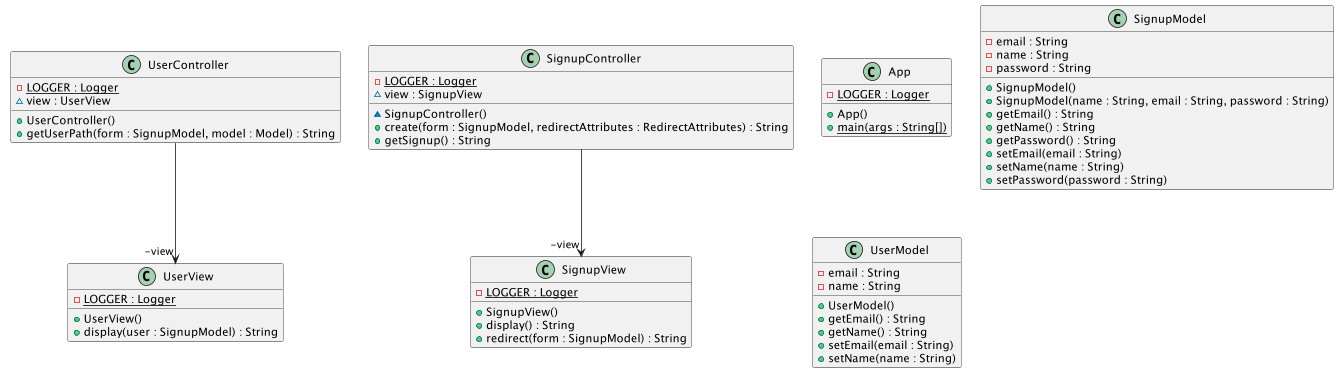 C UserController
LOGGER : Logger
view : UserView
UserController()
getUserPath(form : SignupModel, model : Model) : String
C SignupController
LOGGER : Logger
view : SignupView
SignupController()
create(form : SignupModel, redirectAttributes : RedirectAttributes) : String
getSignup() : String
C App
LOGGER : Logger
App()
main(args : String[])
C SignupModel
email : String
name : String
password : String
SignupModel()
SignupModel(name : String, email : String, password : String)
getEmail() : String
getName() : String
getPassword() : String
setEmail(email : String)
setName(name : String)
setPassword(password : String)
-view
C UserView
LOGGER : Logger
UserView()
display(user : SignupModel) : String
-view
C SignupView
LOGGER : Logger
SignupView()
display() : String
redirect(form : SignupModel) : String
C UserModel
email : String
name : String
UserModel()
getEmail() : String
getName() : String
setEmail(email : String)
setName(name : String)